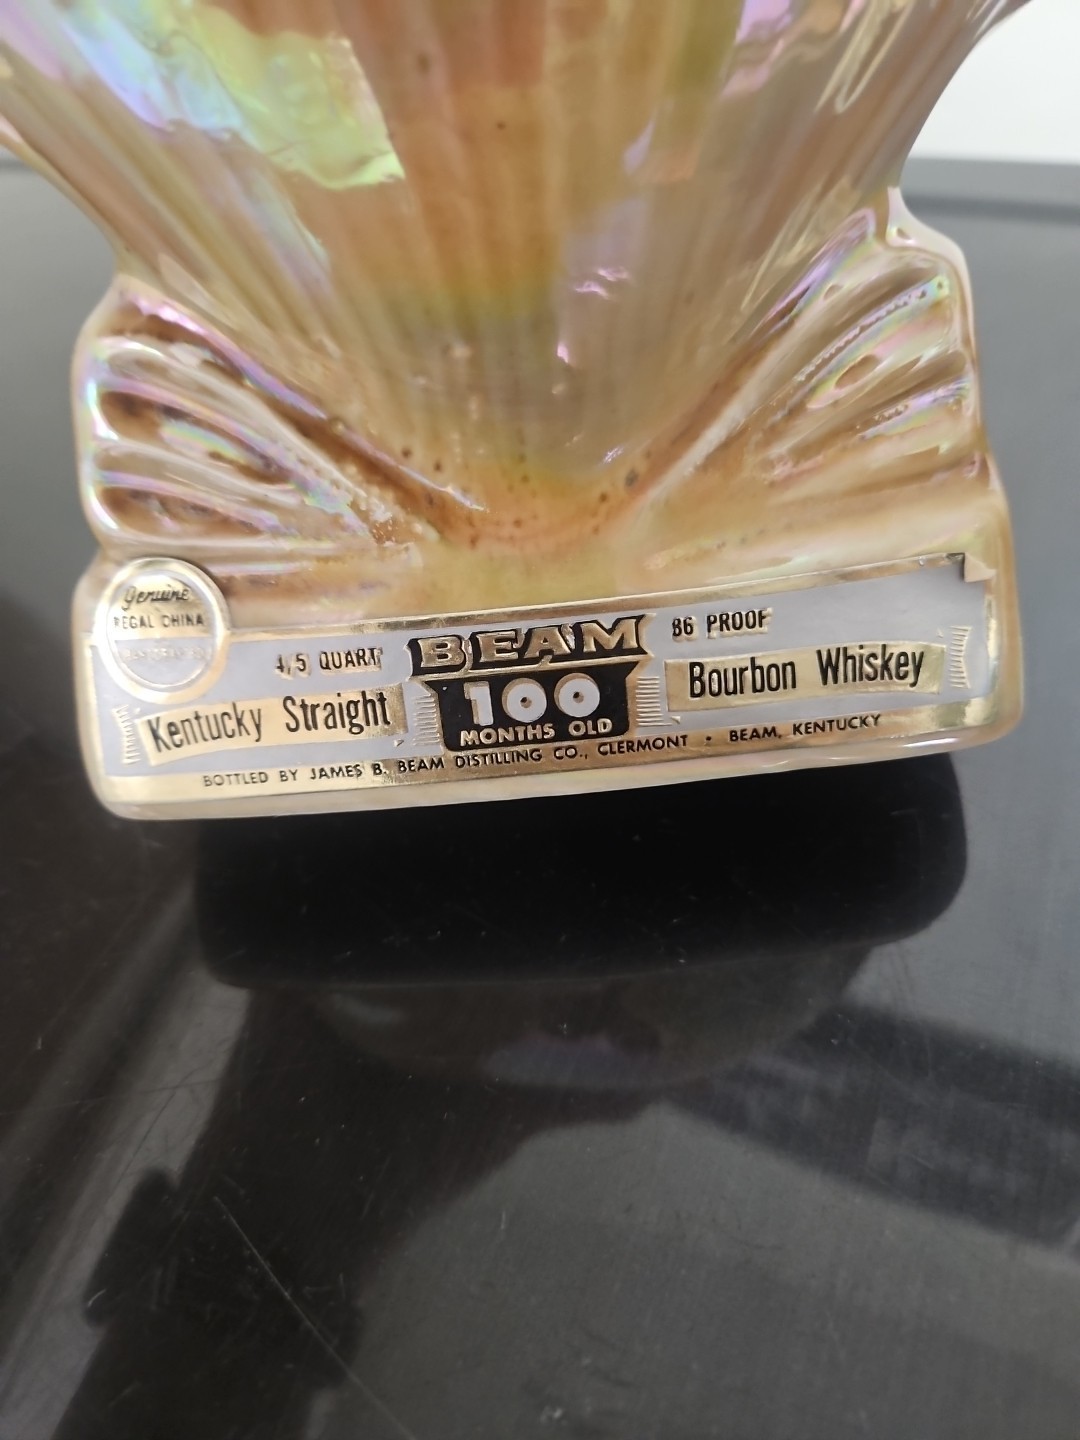 Genuine
REGAL CHINA
4/5 QUART
BEAM
86 PROOF
Kentucky Straight
100
MONTHS OLD
Bourbon Whiskey
BOTTLED BY JAMES B. BEAM DISTILLING CO., CLERMONT • BEAM, KENTUCKY